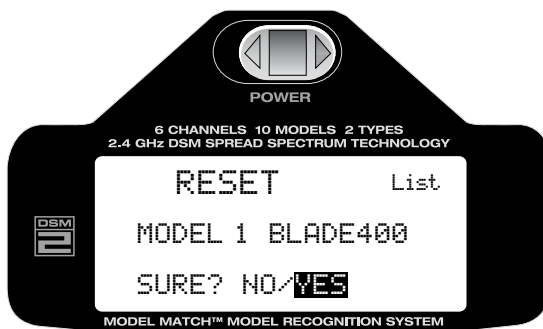 POWER
6 CHANNELS 10 MODELS 2 TYPES
2.4 GHz DSM SPREAD SPECTRUM TECHNOLOGY
RESET List
DSM
2
MODEL 1 BLADE400
SURE? NO/YES
MODEL MATCH™ MODEL RECOGNITION SYSTEM